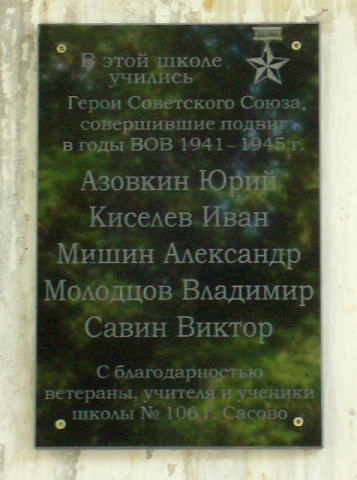 В этой школе
учились
Герои Советского Союза,
совершившие подвиг
в годы ВОВ 1941 ~ 1945 г.
Азовкин Юрий
Киселев Иван
Мишин Александр
Молодцов Владимир
Савин Виктор
С благодарностью
ветераны, учителя и ученики
школы № 106 г. Сасово